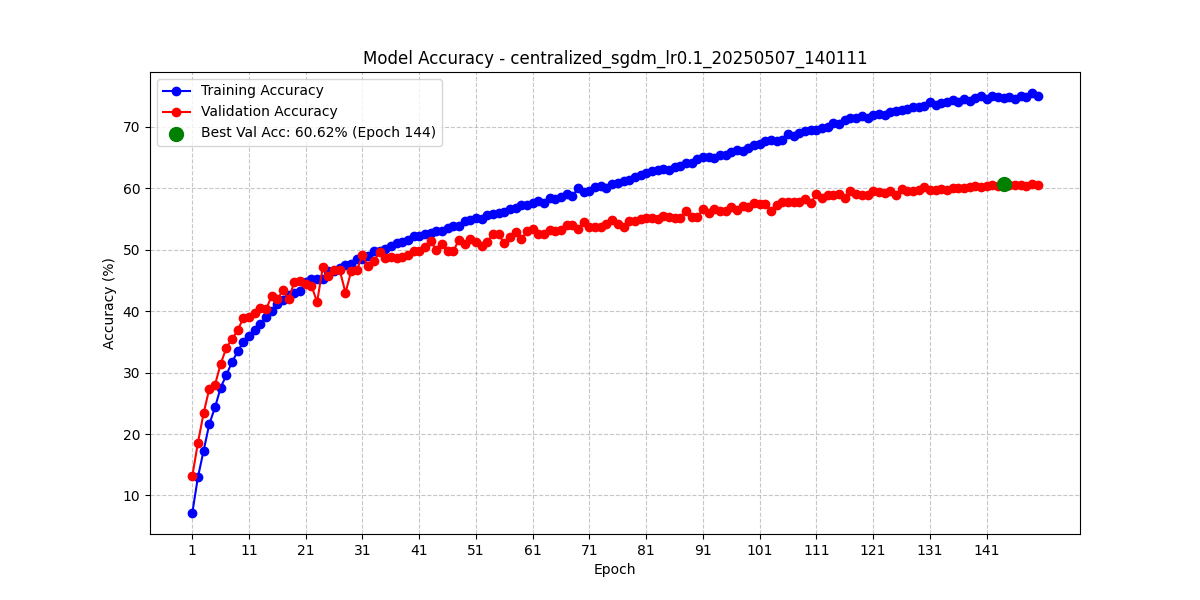 Model Accuracy - centralized_sgdm_lr0.1_20250507_140111
Training Accuracy
Validation Accuracy
Best Val Acc: 60.62% (Epoch 144)
Accuracy (%)
70
60
50
40
30
20
10
1 11 21 31 41 51 61 71 81 91 101 111 121 131 141
Epoch